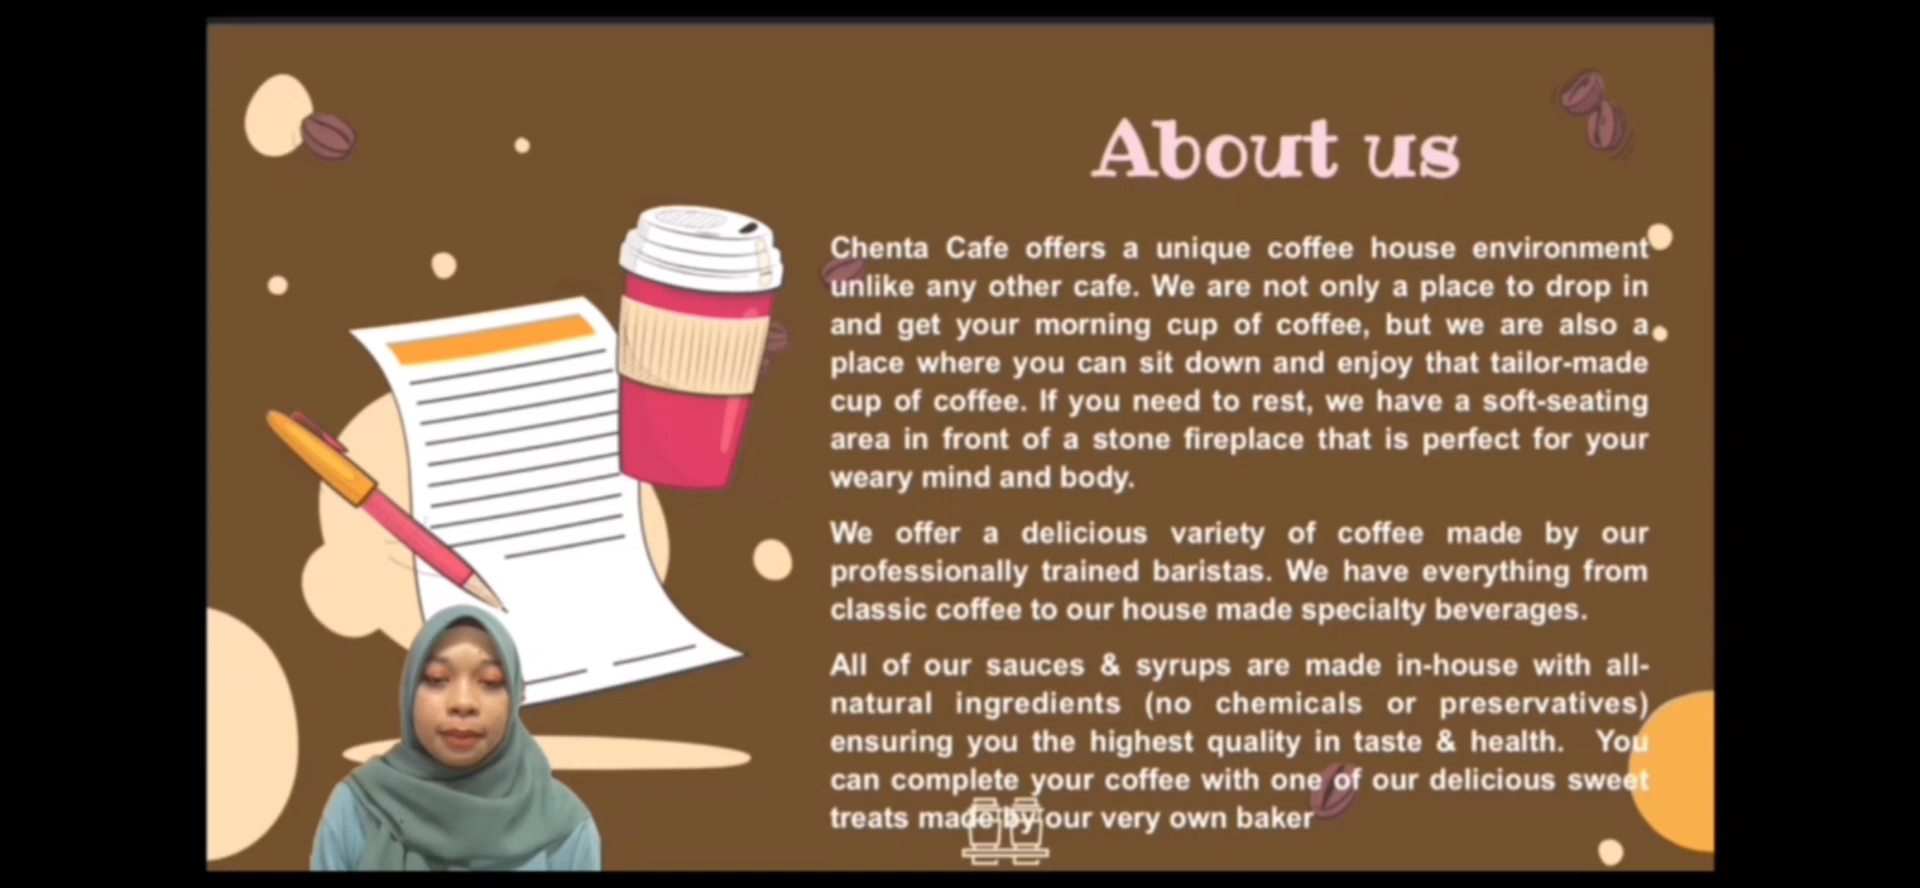 About us
Chenta Cafe offers a unique coffee house environment
unlike any other cafe. We are not only a place to drop in
and get your morning cup of coffee, but we are also a
place where you can sit down and enjoy that tailor-made
cup of coffee. If you need to rest, we have a soft-seating
area in front of a stone fireplace that is perfect for your
weary mind and body.
We offer a delicious variety of coffee made by our
professionally trained baristas. We have everything from
classic coffee to our house made specialty beverages.
All of our sauces & syrups are made in-house with all-
natural ingredients (no chemicals or preservatives)
ensuring you the highest quality in taste & health. You
can complete your coffee with one of our delicious sweet
treats made by our very own baker